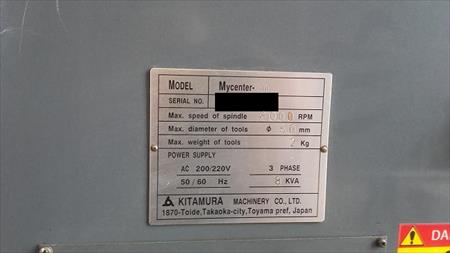 MODEL Mycenter-
SERIAL NO.
Max. speed of spindle RPM
Max. diameter of tools φ mm
Max. weight of tools Kg
POWER SUPPLY
AC 200/220V 3 PHASE
50/60 Hz 8 KVA
KITAMURA MACHINERY CO., LTD.
1870-Toide, Takaoka-city, Toyama pref, Japan
DA